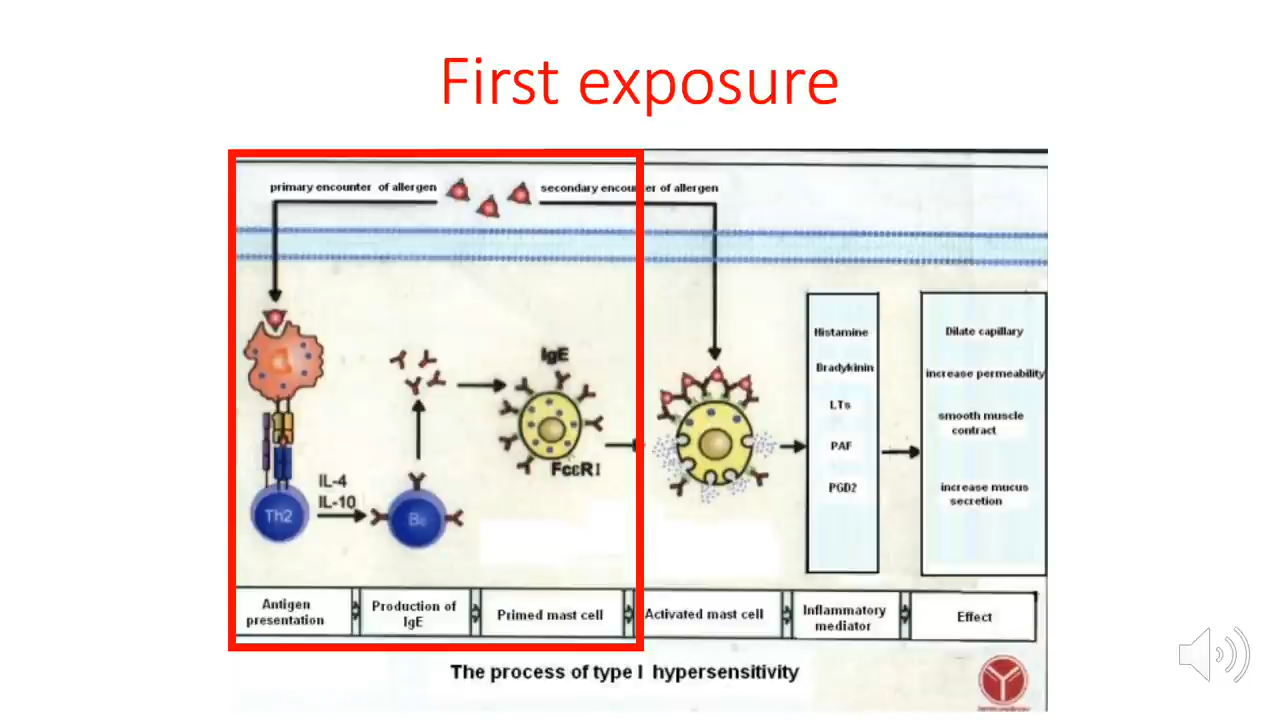 First exposure
primary encounter of allergen
secondary encounter of allergen
IgE
FcεRI
IL-4
IL-10
Th2
Bε
Histamine
Bradykinin
LTs
PAF
PGD2
Dilate capillary
increase permeability
smooth muscle
contract
increase mucus
secretion
Antigen
presentation
Production of
IgE
Primed mast cell
Activated mast cell
Inflammatory
mediator
Effect
The process of type I hypersensitivity